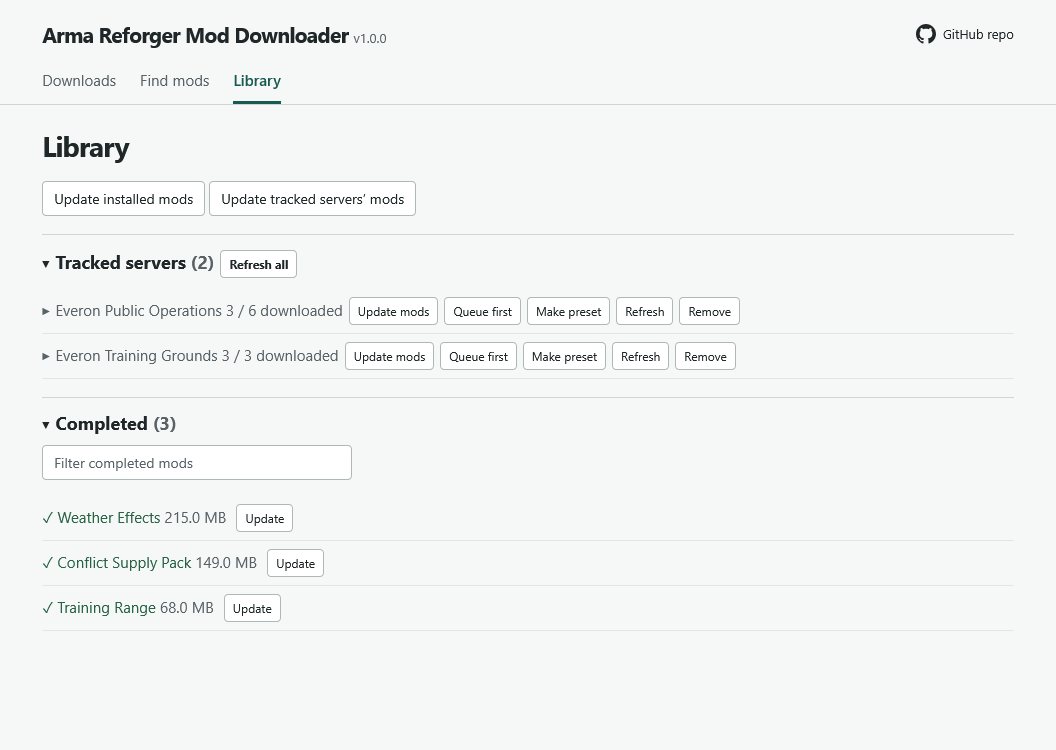 Arma Reforger Mod Downloader v1.0.0
GitHub repo
Downloads Find mods Library
Library
Update installed mods Update tracked servers’ mods
▾ Tracked servers (2) Refresh all
▸ Everon Public Operations 3 / 6 downloaded Update mods Queue first Make preset Refresh Remove
▸ Everon Training Grounds 3 / 3 downloaded Update mods Queue first Make preset Refresh Remove
▾ Completed (3)
Filter completed mods
✓ Weather Effects 215.0 MB Update
✓ Conflict Supply Pack 149.0 MB Update
✓ Training Range 68.0 MB Update